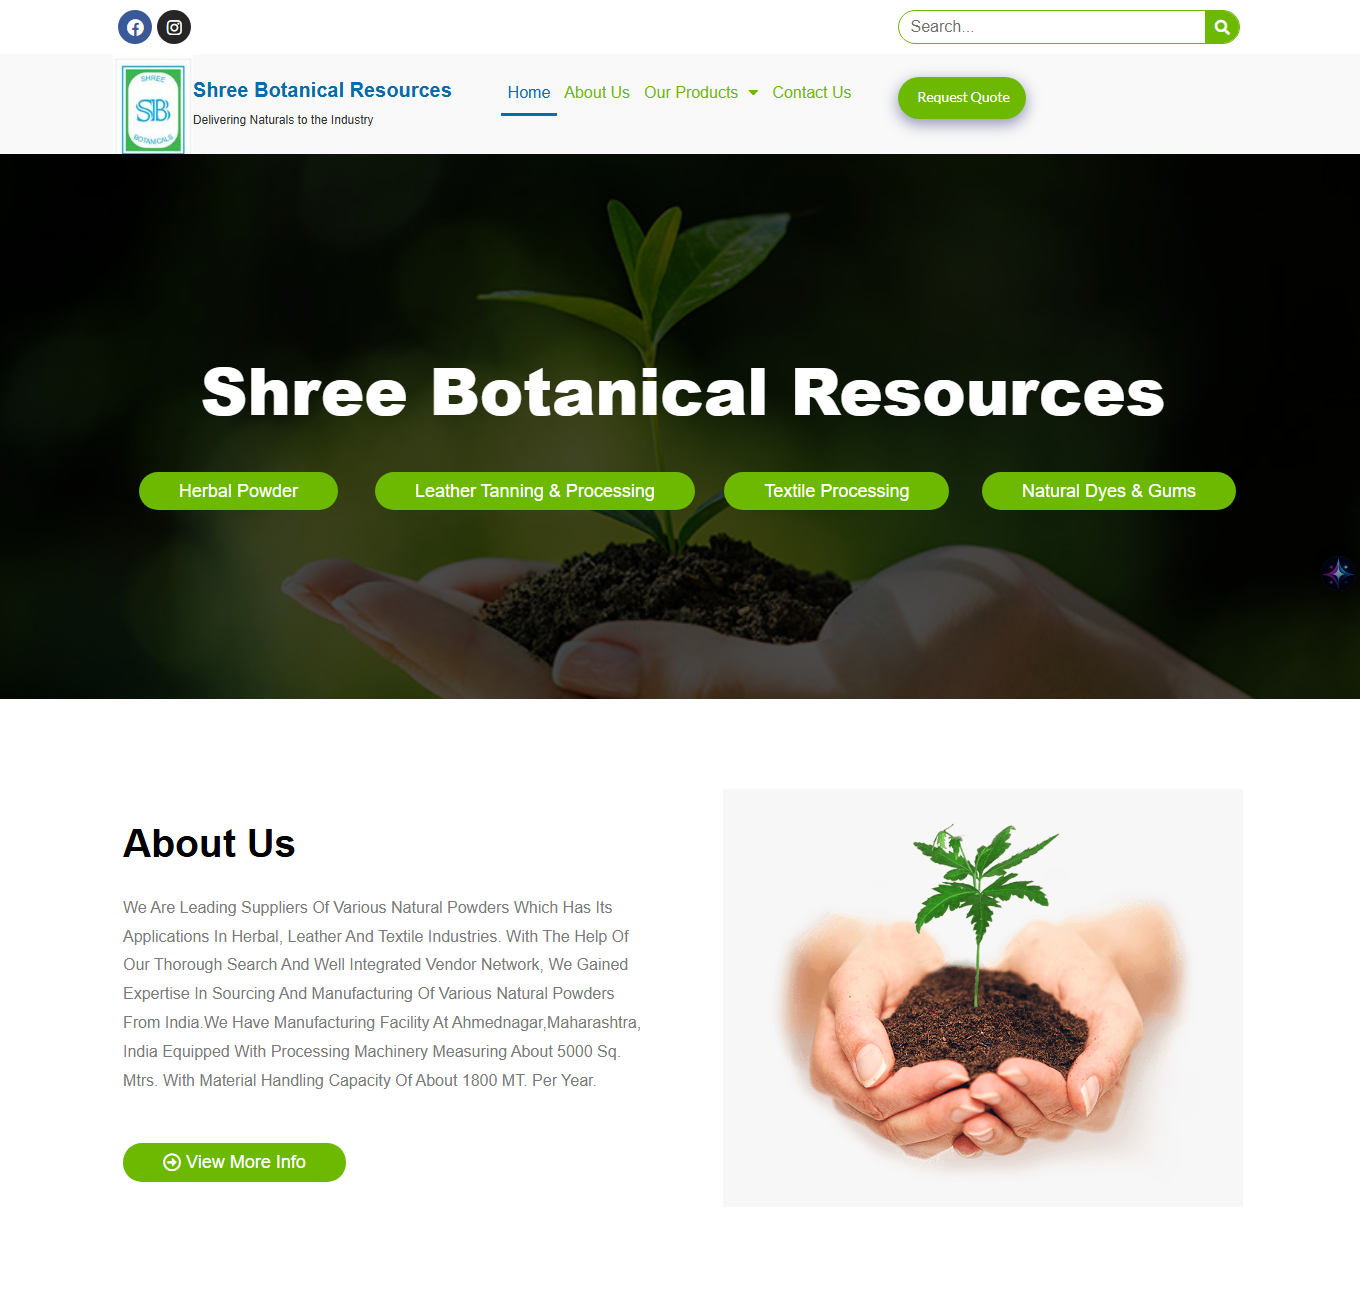 Search...
SHREE
SB
BOTANICALS
Shree Botanical Resources
Delivering Naturals to the Industry
Home
About Us
Our Products
Contact Us
Request Quote
Shree Botanical Resources
Herbal Powder
Leather Tanning & Processing
Textile Processing
Natural Dyes & Gums
About Us
We Are Leading Suppliers Of Various Natural Powders Which Has Its
Applications In Herbal, Leather And Textile Industries. With The Help Of
Our Thorough Search And Well Integrated Vendor Network, We Gained
Expertise In Sourcing And Manufacturing Of Various Natural Powders
From India.We Have Manufacturing Facility At Ahmednagar,Maharashtra,
India Equipped With Processing Machinery Measuring About 5000 Sq.
Mtrs. With Material Handling Capacity Of About 1800 MT. Per Year.
View More Info